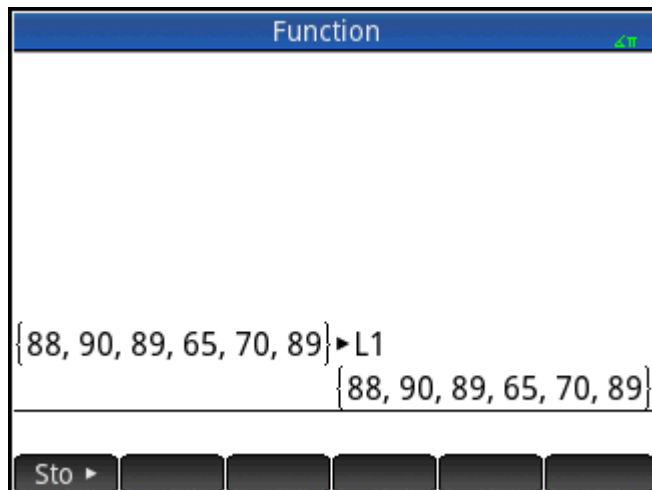 Function
∡π
{88, 90, 89, 65, 70, 89}▶L1
{88, 90, 89, 65, 70, 89}
Sto ▶